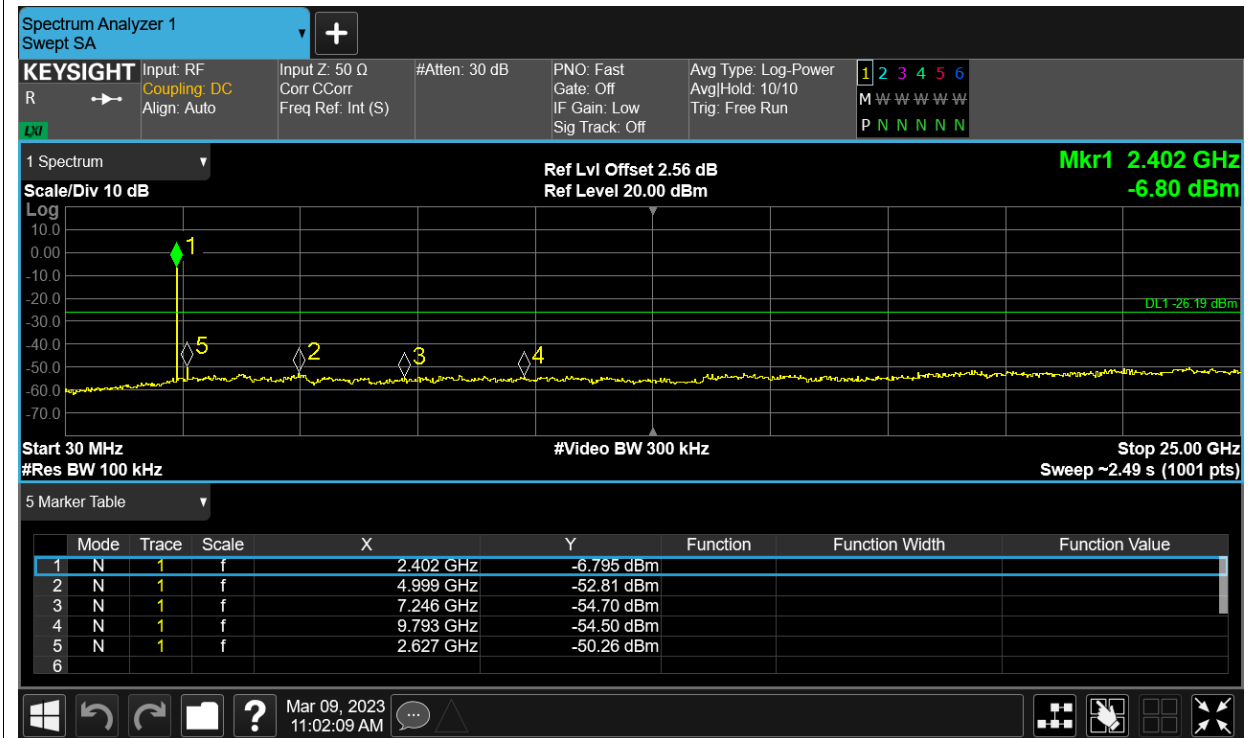 Spectrum Analyzer 1
Swept SA
KEYSIGHT
R
LXI
Input: RF
Coupling: DC
Align: Auto
Input Z: 50 Ω
Corr CCorr
Freq Ref: Int (S)
#Atten: 30 dB
PNO: Fast
Gate: Off
IF Gain: Low
Sig Track: Off
Avg Type: Log-Power
Avg|Hold: 10/10
Trig: Free Run
1 2 3 4 5 6
M W W W W W
P N N N N N
1 Spectrum
Scale/Div 10 dB
Ref Lvl Offset 2.56 dB
Ref Level 20.00 dBm
Mkr1 2.402 GHz
-6.80 dBm
Log
10.0
0.00
-10.0
-20.0
-30.0
-40.0
-50.0
-60.0
-70.0
1
DL1 -26.19 dBm
5
2
3
4
Start 30 MHz
#Video BW 300 kHz
Stop 25.00 GHz
#Res BW 100 kHz
Sweep ~2.49 s (1001 pts)
5 Marker Table
Mode Trace Scale X Y Function Function Width Function Value
1 N 1 f 2.402 GHz -6.795 dBm
2 N 1 f 4.999 GHz -52.81 dBm
3 N 1 f 7.246 GHz -54.70 dBm
4 N 1 f 9.793 GHz -54.50 dBm
5 N 1 f 2.627 GHz -50.26 dBm
6
?
Mar 09, 2023
11:02:09 AM